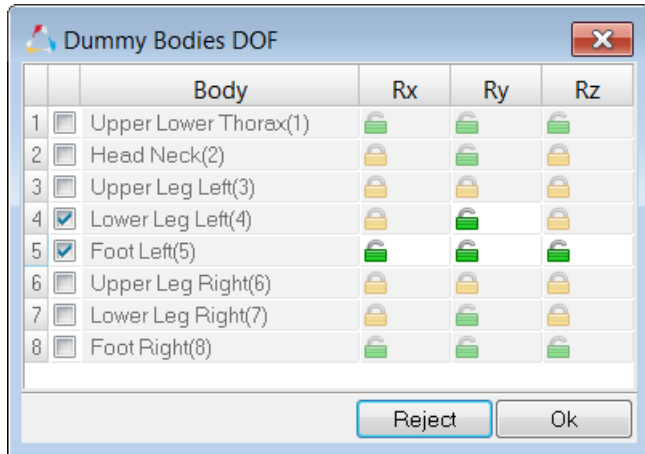 Dummy Bodies DOF
Body Rx Ry Rz
1 Upper Lower Thorax(1)
2 Head Neck(2)
3 Upper Leg Left(3)
4 Lower Leg Left(4)
5 Foot Left(5)
6 Upper Leg Right(6)
7 Lower Leg Right(7)
8 Foot Right(8)
Reject Ok